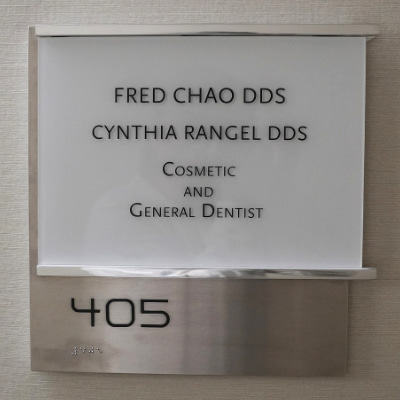 FRED CHAO DDS
CYNTHIA RANGEL DDS
COSMETIC
AND
GENERAL DENTIST
405